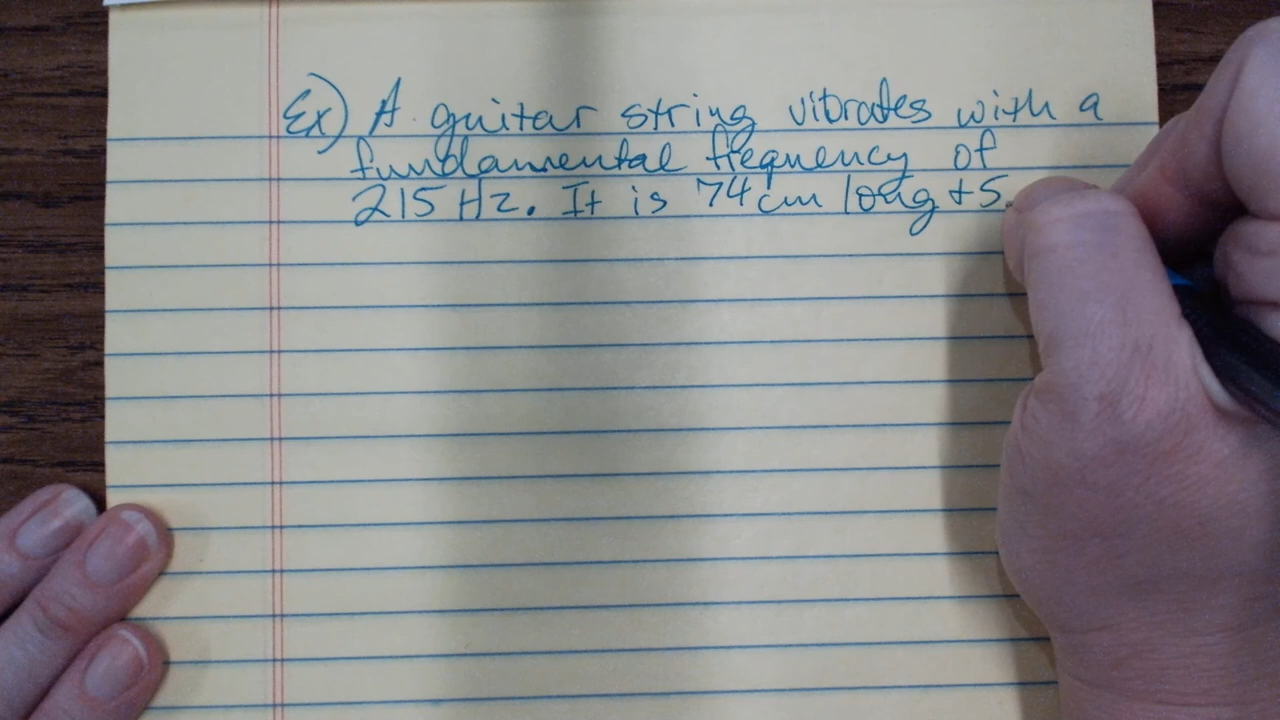 Ex) A guitar string vibrates with a
fundamental frequency of
215 Hz. It is 74 cm long + 5.